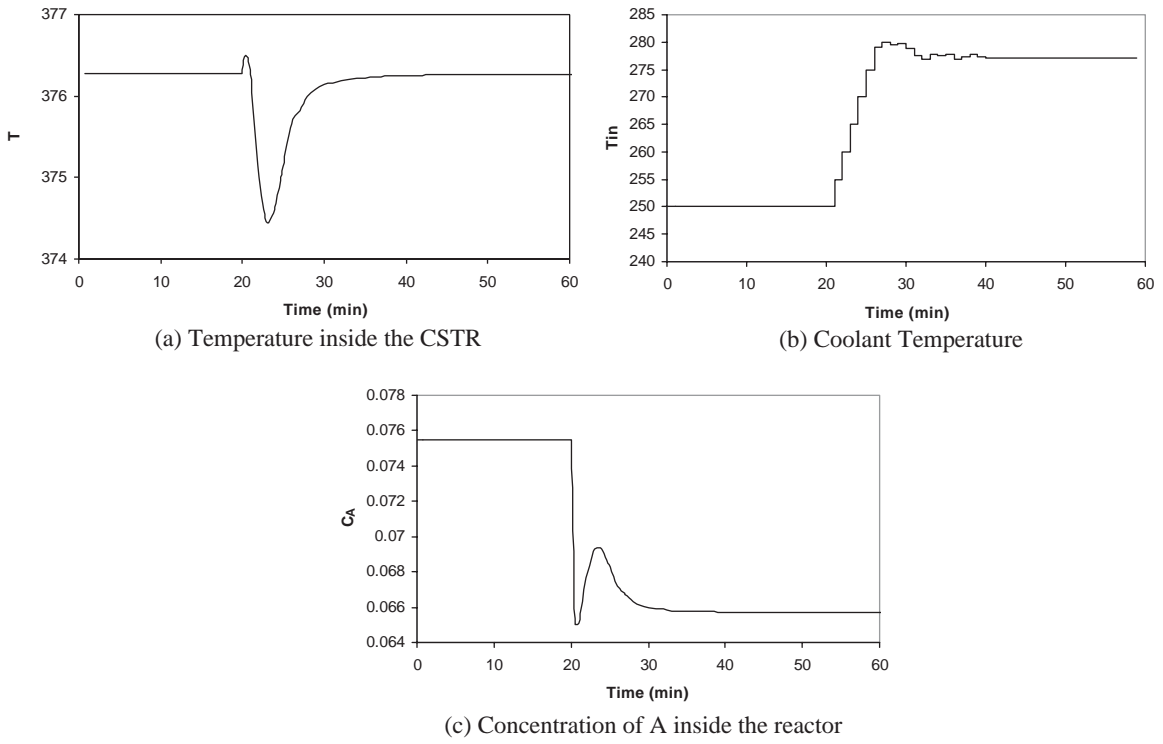 377
376
375
374
T
0 10 20 30 40 50 60
Time (min)
(a) Temperature inside the CSTR
285
280
275
270
265
260
255
250
245
240
Tin
0 10 20 30 40 50 60
Time (min)
(b) Coolant Temperature
0.078
0.076
0.074
0.072
0.07
0.068
0.066
0.064
CA
0 10 20 30 40 50 60
Time (min)
(c) Concentration of A inside the reactor